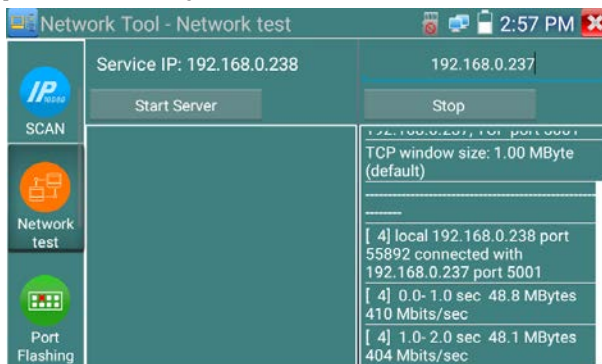 Network Tool - Network test
2:57 PM
Service IP: 192.168.0.238
192.168.0.237
Start Server
Stop
IP
SCAN
Network
test
Port
Flashing
TCP window size: 1.00 MByte
(default)
------------------------------------------------------
--------
[ 4] local 192.168.0.238 port
55892 connected with
192.168.0.237 port 5001
[ 4] 0.0- 1.0 sec 48.8 MBytes
410 Mbits/sec
[ 4] 1.0- 2.0 sec 48.1 MBytes
404 Mbits/sec